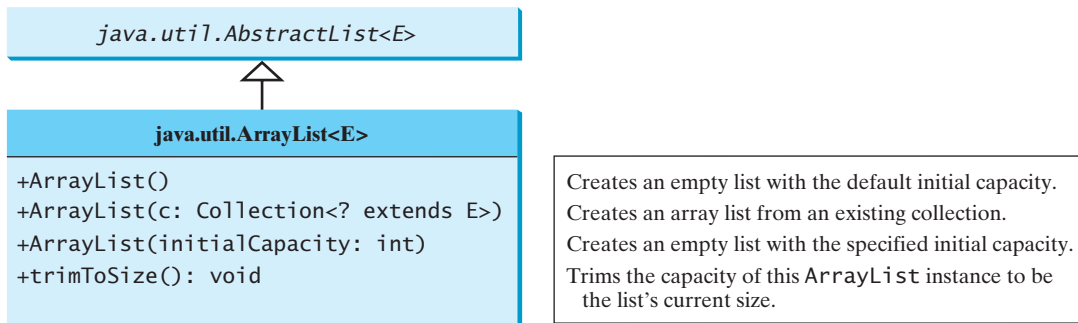 java.util.AbstractList<E>
java.util.ArrayList<E>
+ArrayList()
+ArrayList(c: Collection<? extends E>)
+ArrayList(initialCapacity: int)
+trimToSize(): void
Creates an empty list with the default initial capacity.
Creates an array list from an existing collection.
Creates an empty list with the specified initial capacity.
Trims the capacity of this ArrayList instance to be
the list's current size.